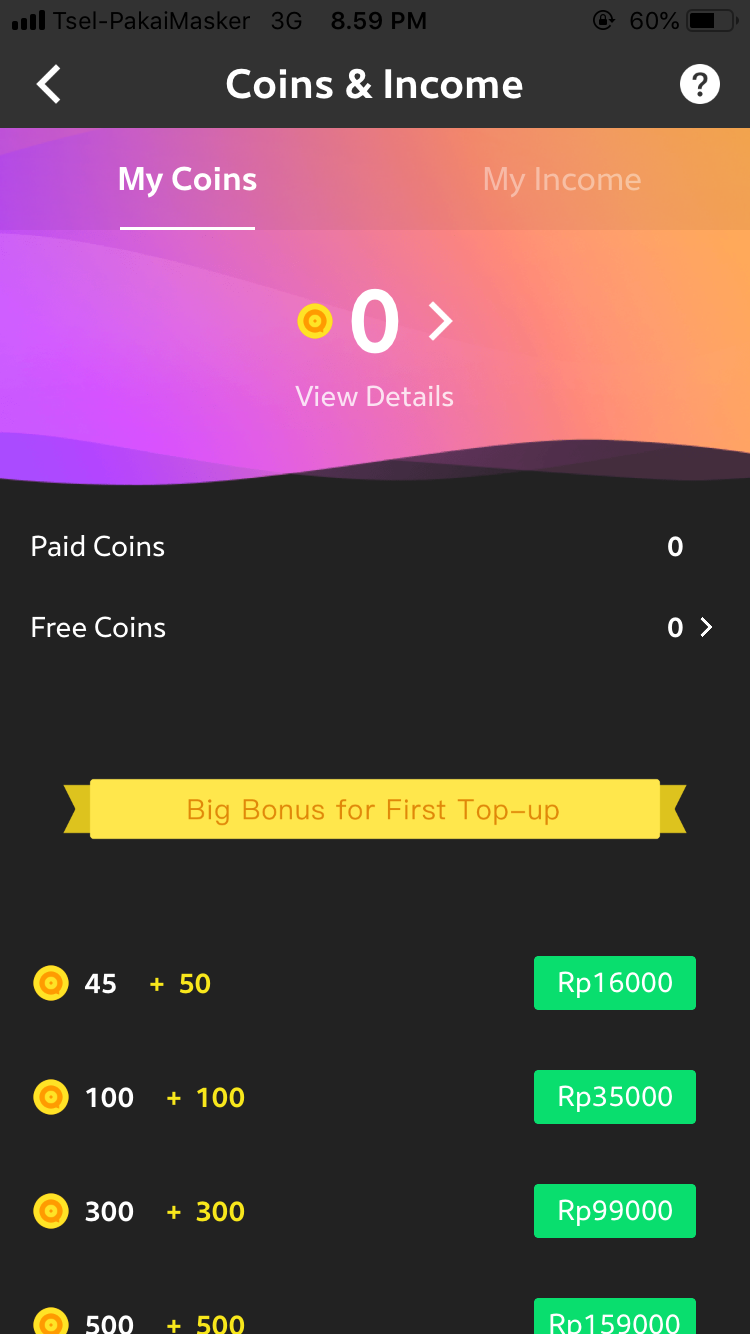 Tsel-PakaiMasker 3G 8.59 PM 60%
Coins & Income ?
My Coins My Income
0
View Details
Paid Coins 0
Free Coins 0
Big Bonus for First Top-up
45 + 50 Rp16000
100 + 100 Rp35000
300 + 300 Rp99000
500 + 500 Rp159000